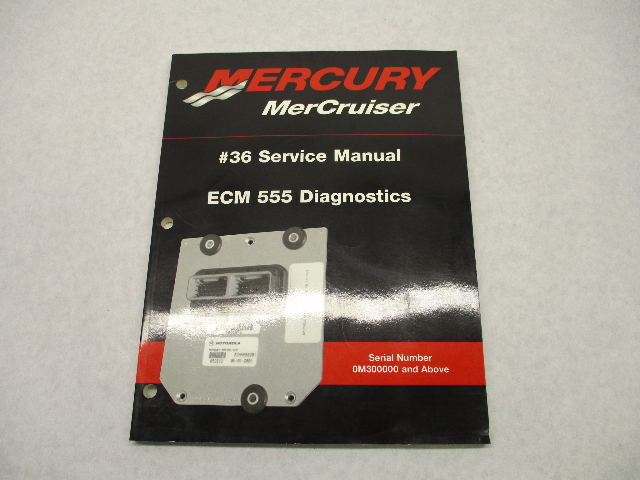 MERCURY
MerCruiser
#36 Service Manual
ECM 555 Diagnostics
MOTOROLA
Serial Number
0M300000 and Above